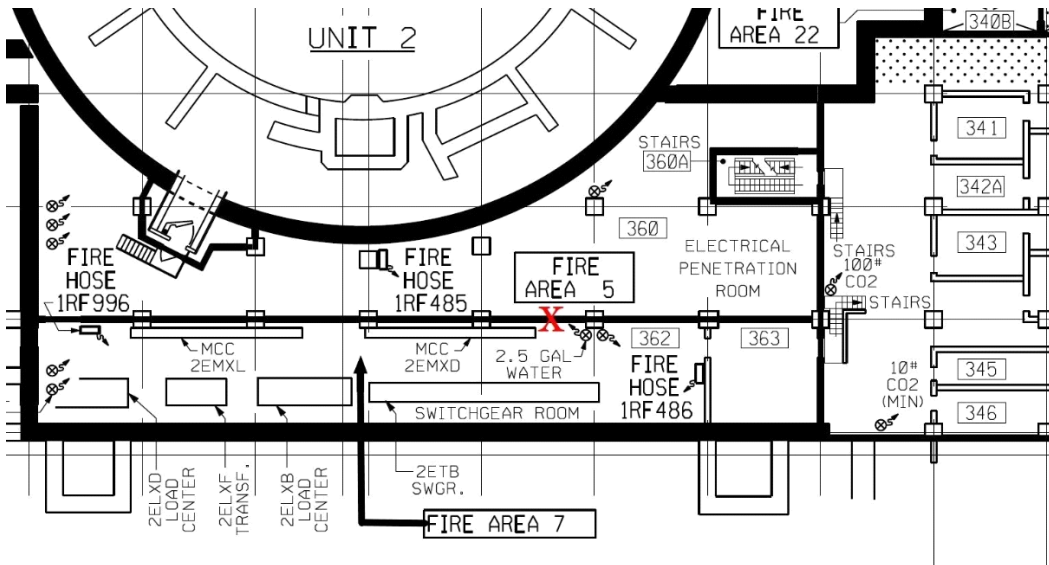 UNIT 2
FIRE
AREA 22
340B
341
342A
343
STAIRS
360A
360
ELECTRICAL
PENETRATION
ROOM
STAIRS
100#
CO2
STAIRS
FIRE
HOSE
1RF996
FIRE
HOSE
1RF485
FIRE
AREA 5
X
MCC
2EMXL
MCC
2EMXD
2.5 GAL
WATER
362
363
FIRE
HOSE
1RF486
10#
CO2
(MIN)
345
346
SWITCHGEAR ROOM
2ELXD
LOAD
CENTER
2ELXF
TRANSF.
2ELXB
LOAD
CENTER
2ETB
SWGR.
FIRE AREA 7